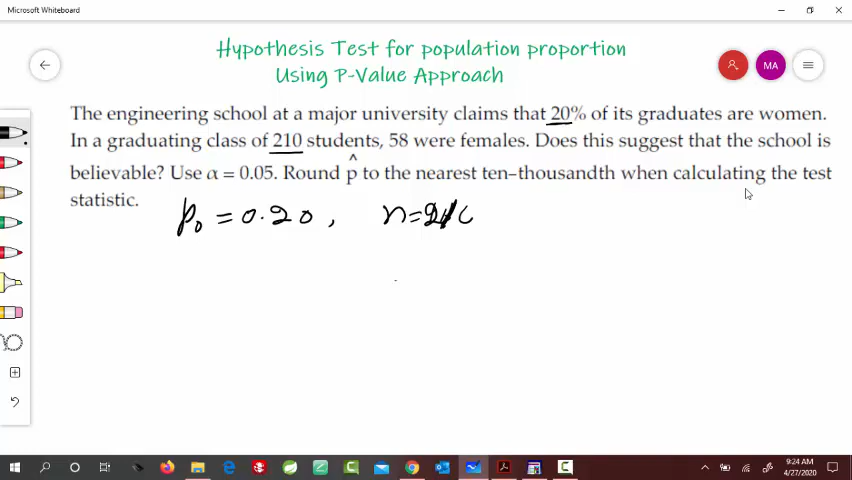 Microsoft Whiteboard
Hypothesis Test for population proportion
Using P-Value Approach
MA
The engineering school at a major university claims that 20% of its graduates are women.
In a graduating class of 210 students, 58 were females. Does this suggest that the school is
believable? Use α = 0.05. Round p̂ to the nearest ten–thousandth when calculating the test
statistic.
p₀ = 0.20 , n=210
9:24 AM
4/27/2020